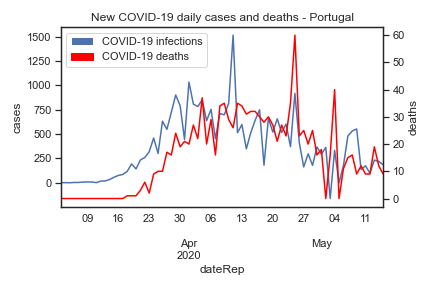 New COVID-19 daily cases and deaths - Portugal
COVID-19 infections
COVID-19 deaths
1500
1250
1000
750
500
250
0
cases
60
50
40
30
20
10
0
deaths
09 16 23 30 06 13 20 27 04 11
Apr May
2020
dateRep